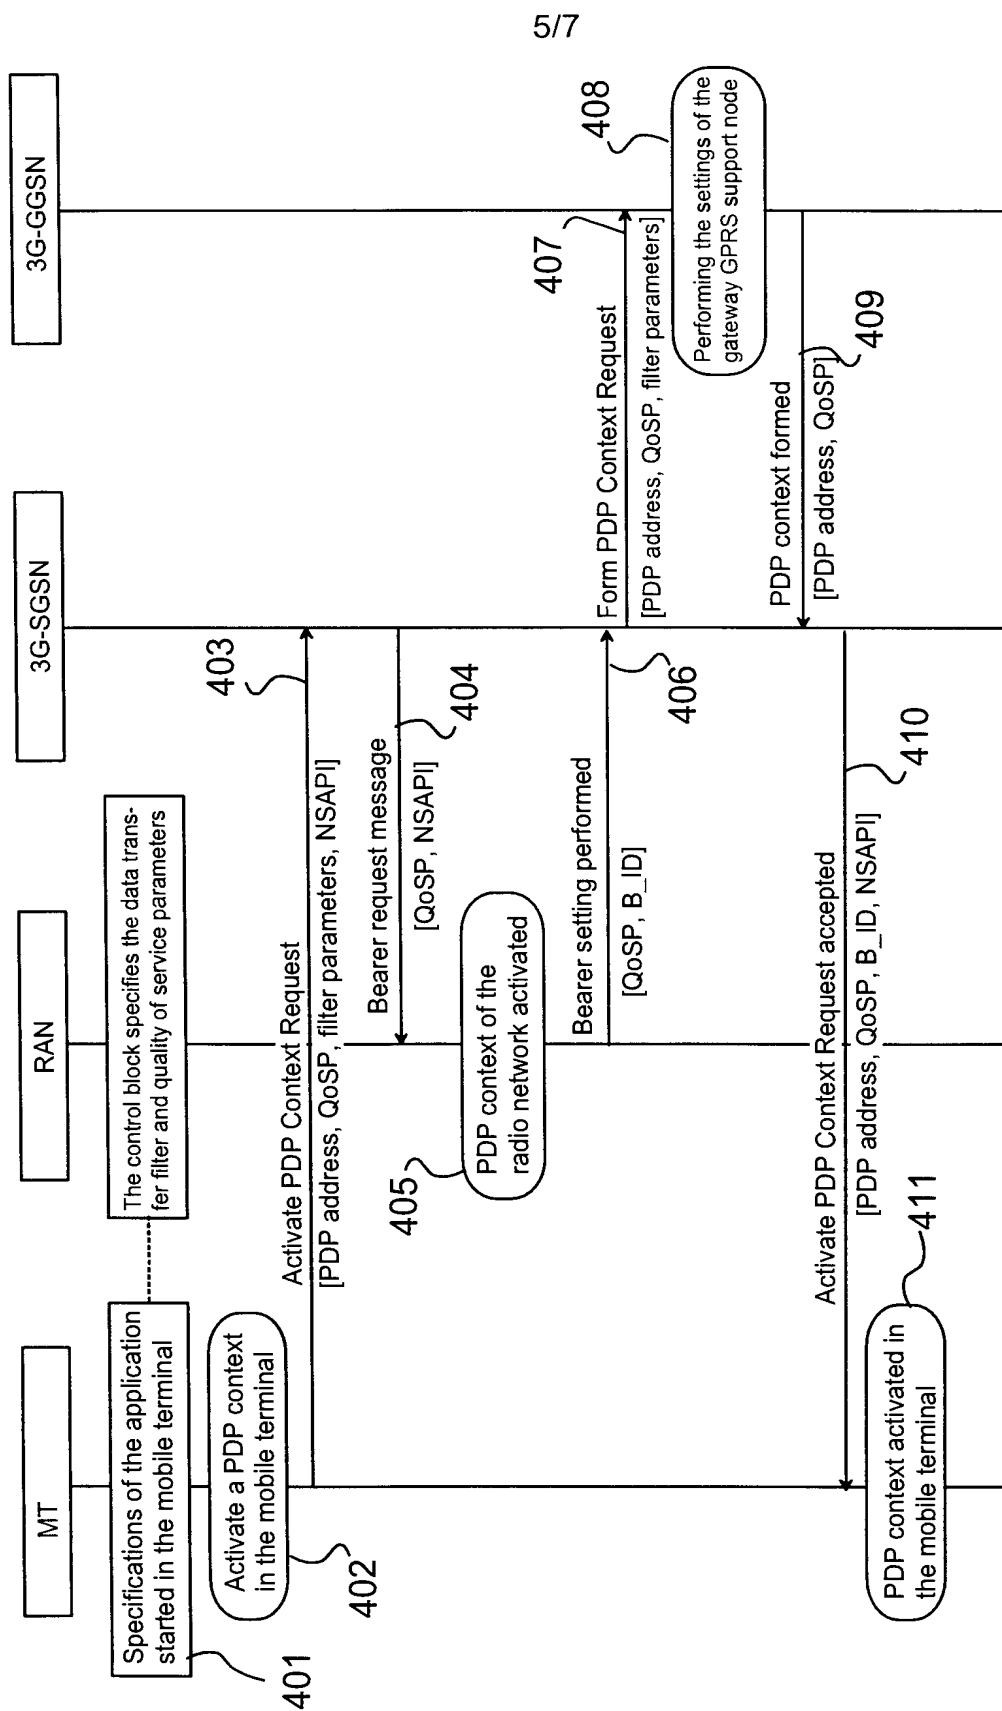 5/7
MT
RAN
3G-SGSN
3G-GGSN
Specifications of the application
started in the mobile terminal
401
The control block specifies the data trans-
fer filter and quality of service parameters
Activate a PDP context
in the mobile terminal
402
Activate PDP Context Request
[PDP address, QoSP, filter parameters, NSAPI]
403
Bearer request message
[QoSP, NSAPI]
404
PDP context of the
radio network activated
405
Bearer setting performed
[QoSP, B_ID]
406
Form PDP Context Request
[PDP address, QoSP, filter parameters]
407
Performing the settings of the
gateway GPRS support node
408
PDP context formed
[PDP address, QoSP]
409
Activate PDP Context Request accepted
[PDP address, QoSP, B_ID, NSAPI]
410
PDP context activated in
the mobile terminal
411